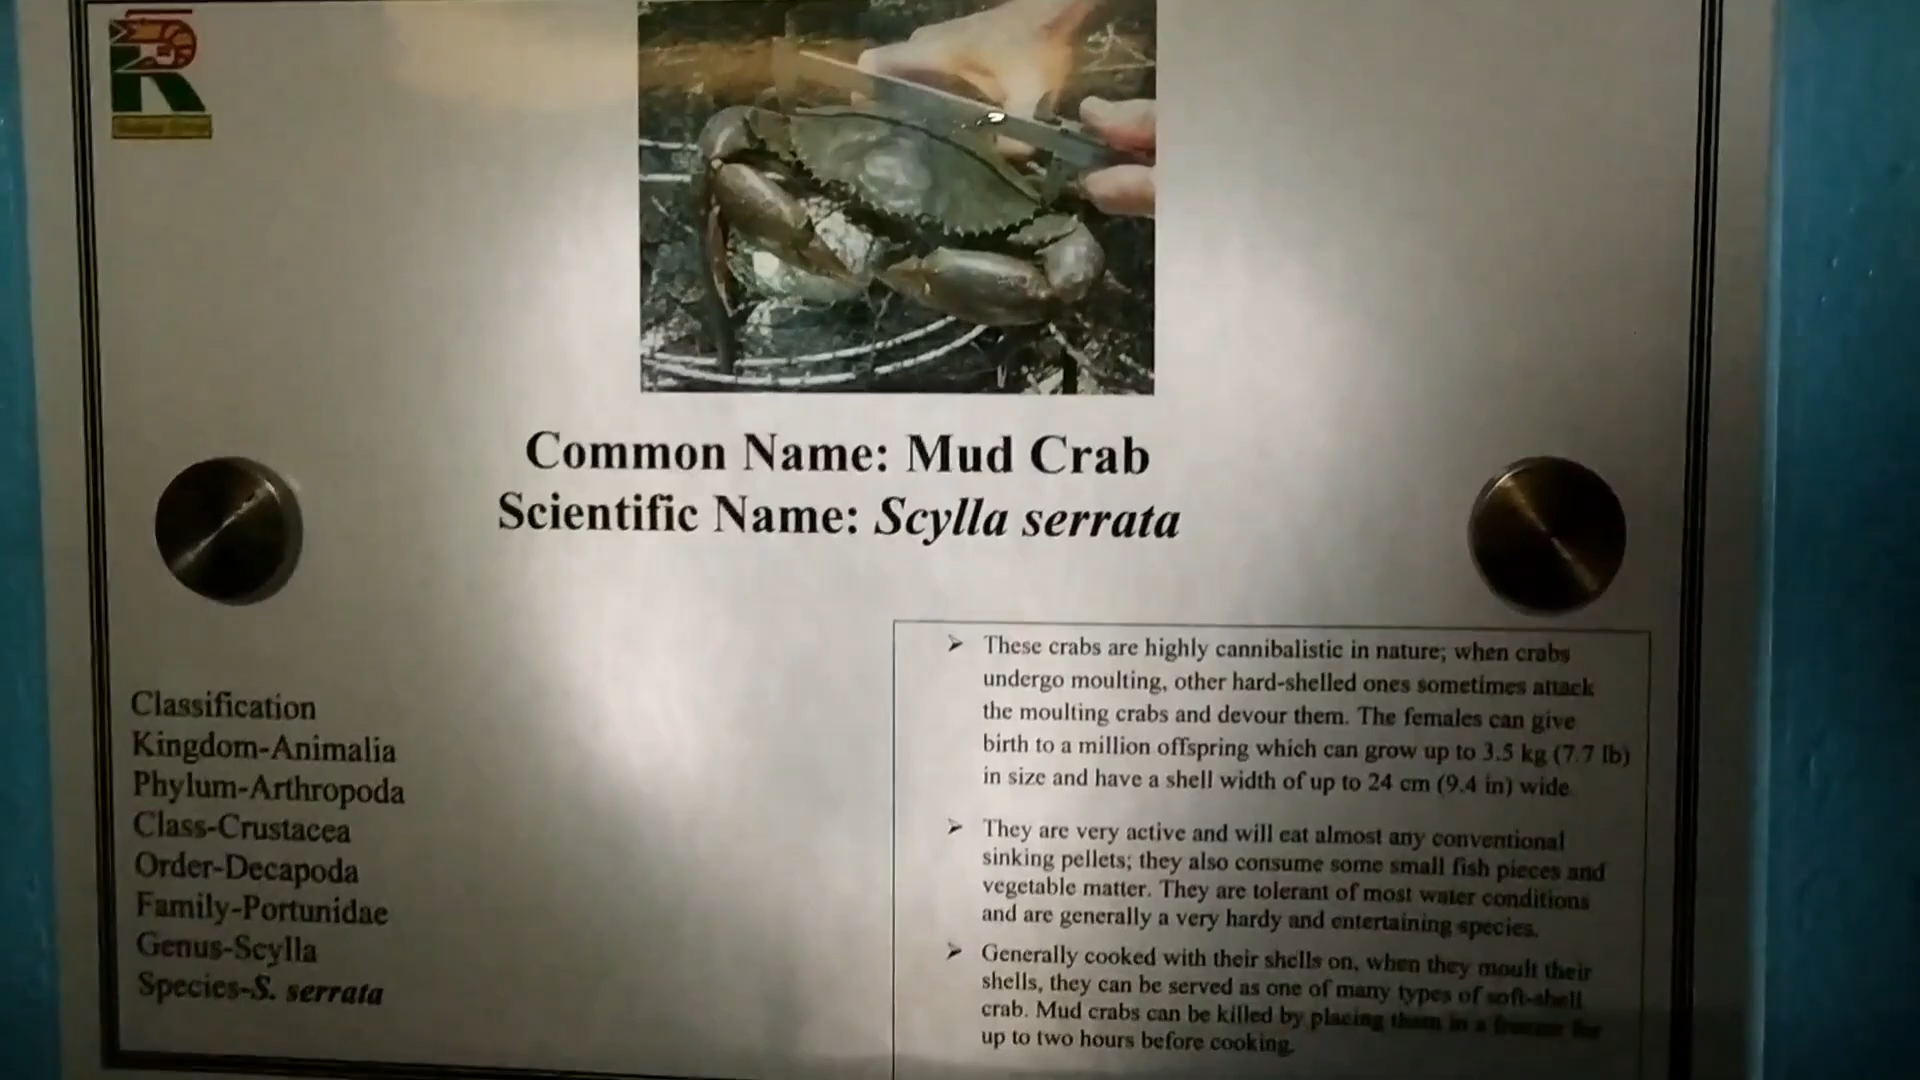 Common Name: Mud Crab
Scientific Name: Scylla serrata
Classification
Kingdom-Animalia
Phylum-Arthropoda
Class-Crustacea
Order-Decapoda
Family-Portunidae
Genus-Scylla
Species-S. serrata
➢ These crabs are highly cannibalistic in nature; when crabs
undergo moulting, other hard-shelled ones sometimes attack
the moulting crabs and devour them. The females can give
birth to a million offspring which can grow up to 3.5 kg (7.7 lb)
in size and have a shell width of up to 24 cm (9.4 in) wide.
➢ They are very active and will eat almost any conventional
sinking pellets; they also consume some small fish pieces and
vegetable matter. They are tolerant of most water conditions
and are generally a very hardy and entertaining species.
➢ Generally cooked with their shells on, when they moult their
shells, they can be served as one of many types of soft-shell
crab. Mud crabs can be killed by placing them in a freezer for
up to two hours before cooking.